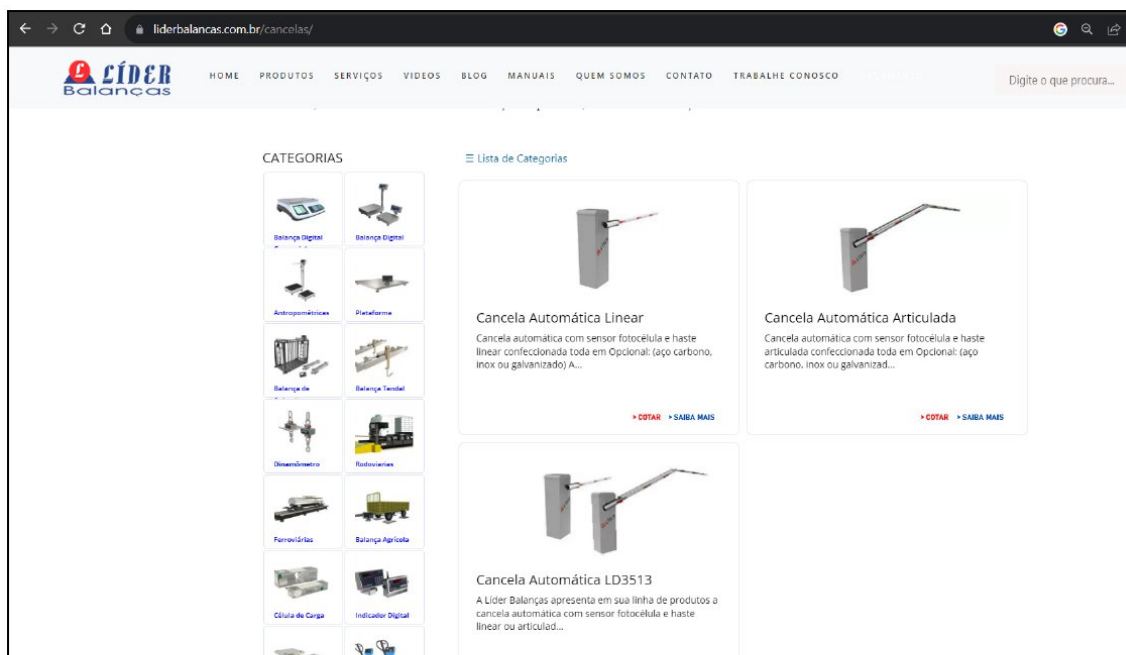 liderbalancas.com.br/cancelas/
LÍDER
Balanças
HOME PRODUTOS SERVIÇOS VIDEOS BLOG MANUAIS QUEM SOMOS CONTATO TRABALHE CONOSCO
Digite o que procura...
CATEGORIAS
☰ Lista de Categorias
Balança Digital
Balança Digital
Antropométricas
Plataforma
Balança de
Balança Tendal
Dinamômetro
Rodoviarias
Ferroviárias
Balança Agrícola
Célula de Carga
Indicador Digital
Cancela Automática Linear
Cancela automática com sensor fotocélula e haste
linear confeccionada toda em Opcional: (aço carbono,
inox ou galvanizado) A...
> COTAR > SAIBA MAIS
Cancela Automática Articulada
Cancela automática com sensor fotocélula e haste
articulada confeccionada toda em Opcional: (aço
carbono, inox ou galvanizad...
> COTAR > SAIBA MAIS
Cancela Automática LD3513
A Líder Balanças apresenta em sua linha de produtos a
cancela automática com sensor fotocélula e haste
linear ou articulad...